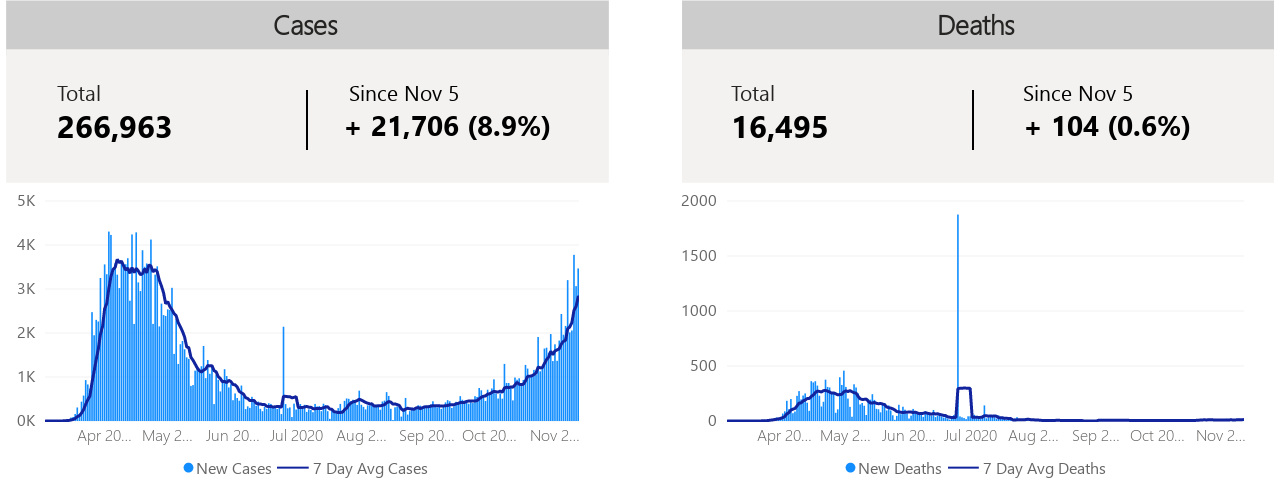 Cases
Total
Since Nov 5
266,963
+ 21,706 (8.9%)
5K
4K
3K
2K
1K
0K
Apr 20... May 2... Jun 20... Jul 2020 Aug 2... Sep 20... Oct 20... Nov 2...
New Cases 7 Day Avg Cases
Deaths
Total
Since Nov 5
16,495
+ 104 (0.6%)
2000
1500
1000
500
0
Apr 20... May 2... Jun 20... Jul 2020 Aug 2... Sep 2... Oct 20... Nov 2...
New Deaths 7 Day Avg Deaths